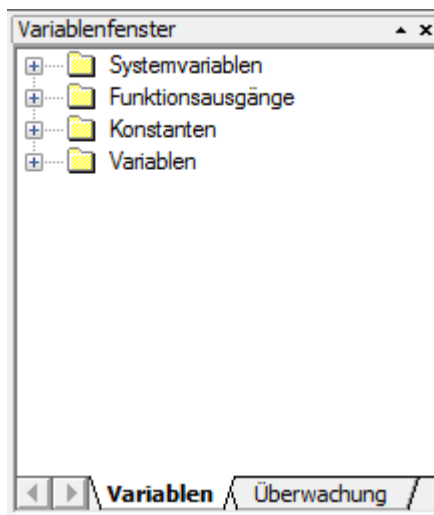 Variablenfenster
Systemvariablen
Funktionsausgänge
Konstanten
Variablen
Variablen Überwachung